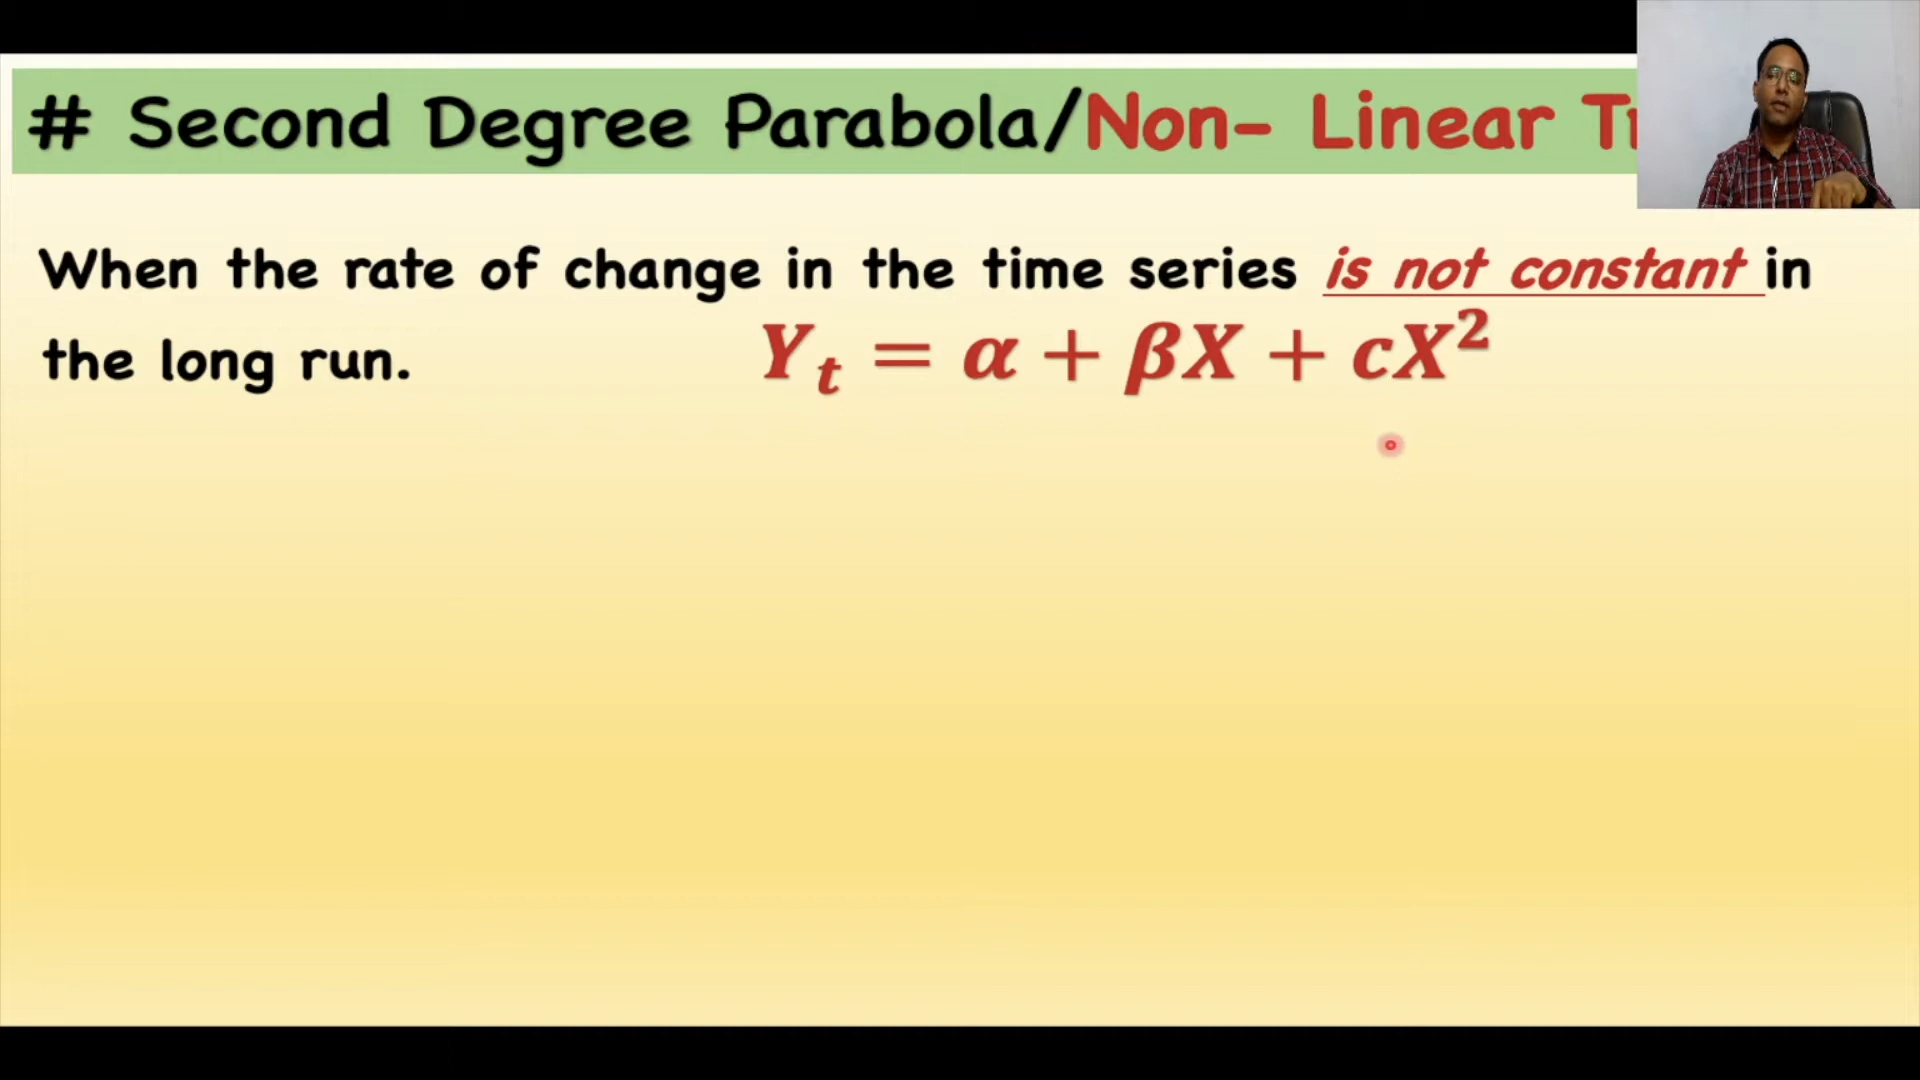 # Second Degree Parabola/Non- Linear
When the rate of change in the time series is not constant in
the long run.
Yₜ = α + βX + cX²